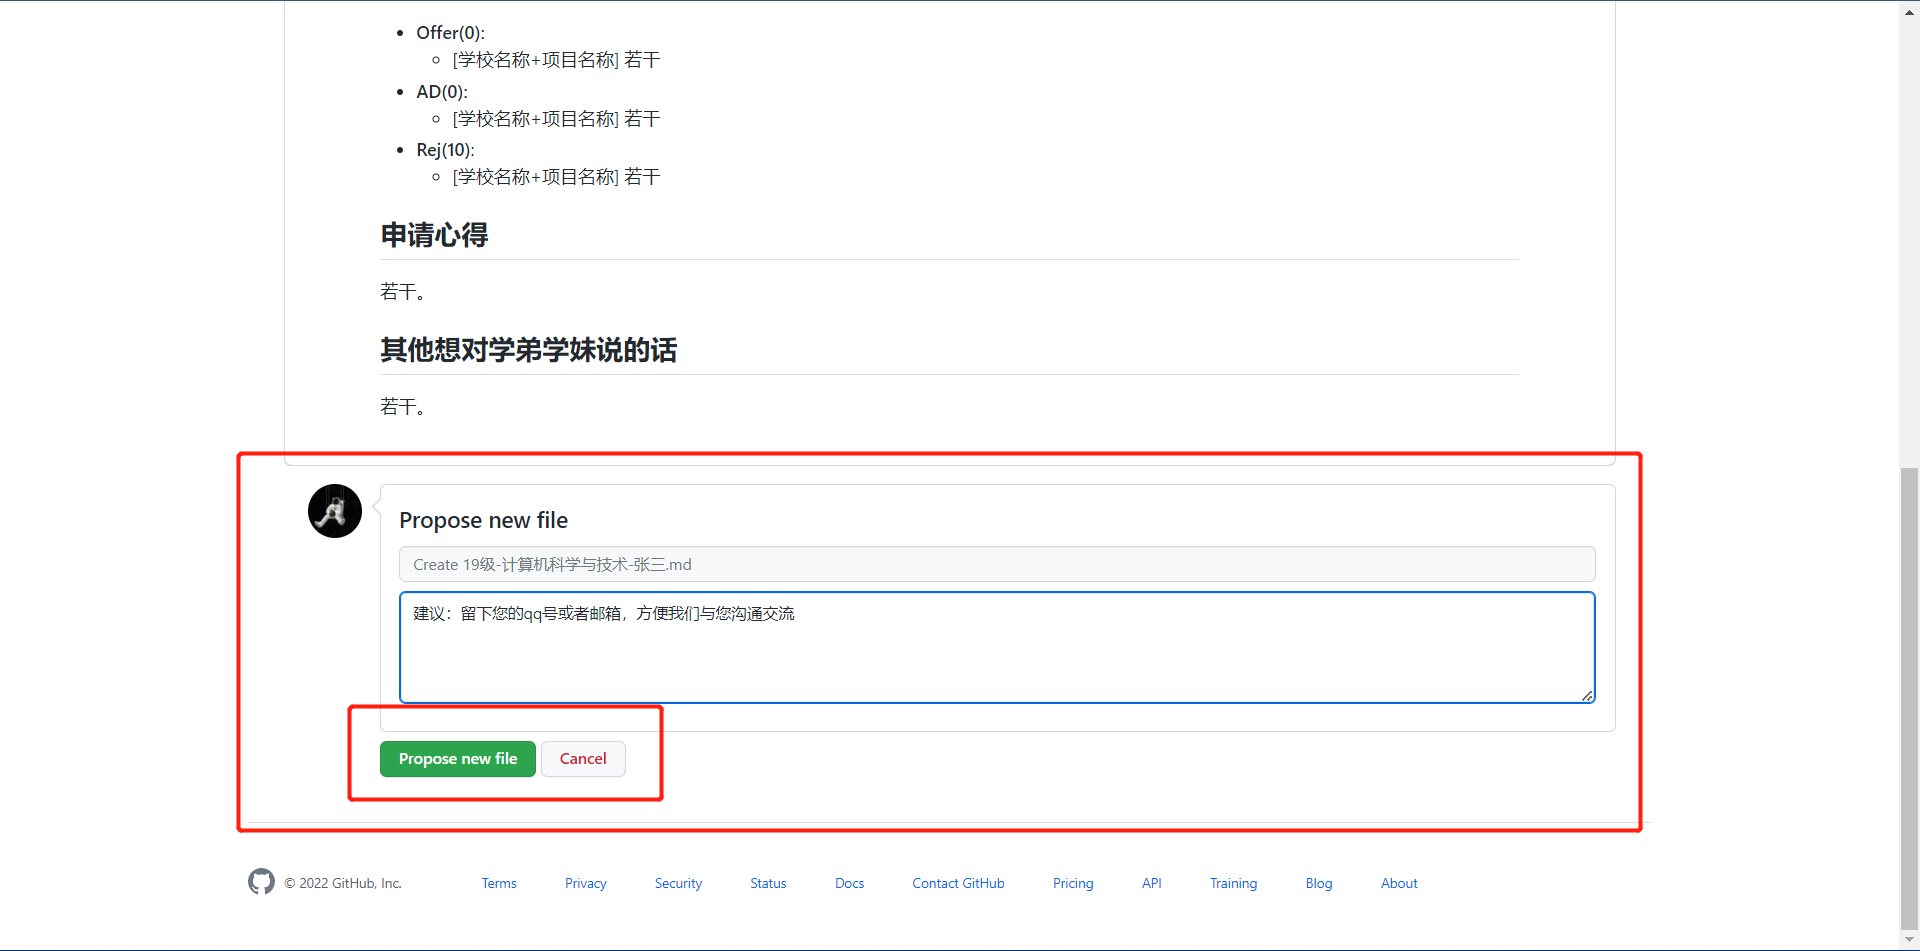 Offer(0):
[学校名称+项目名称] 若干
AD(0):
[学校名称+项目名称] 若干
Rej(10):
[学校名称+项目名称] 若干
申请心得
若干。
其他想对学弟学妹说的话
若干。
Propose new file
Create 19级-计算机科学与技术-张三.md
建议：留下您的qq号或者邮箱，方便我们与您沟通交流
Propose new file Cancel
© 2022 GitHub, Inc. Terms Privacy Security Status Docs Contact GitHub Pricing API Training Blog About